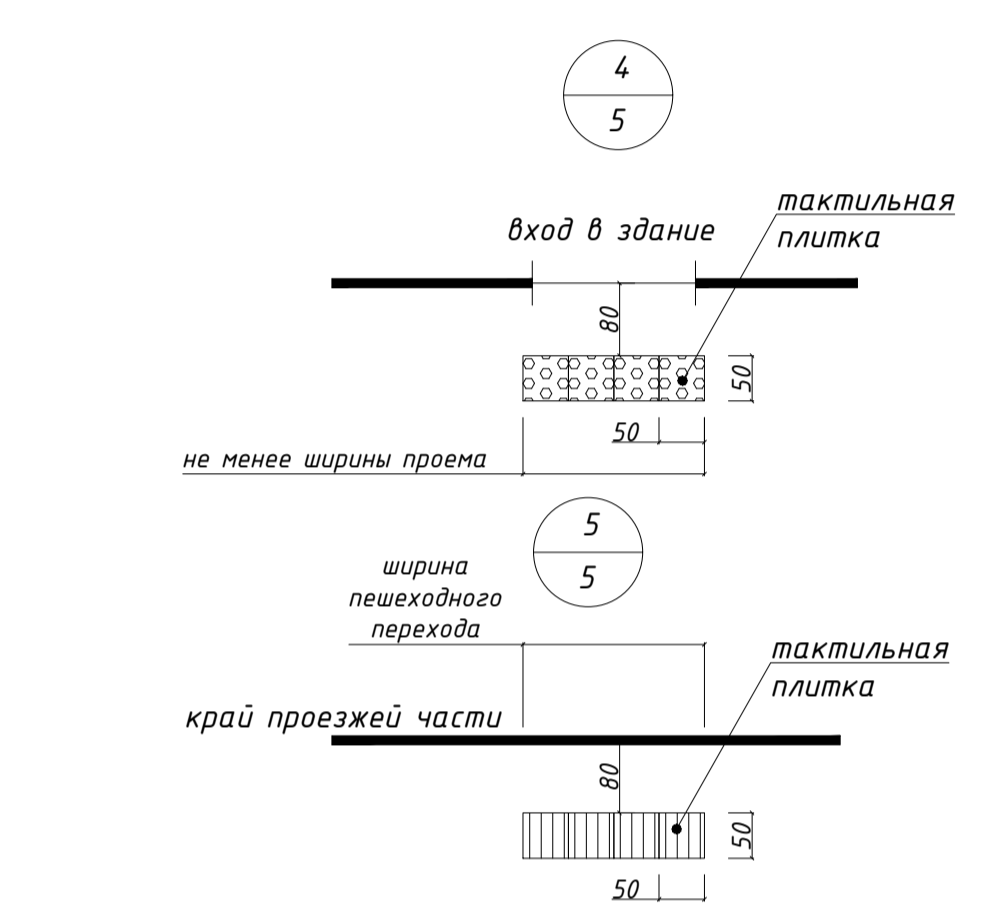 4
5
тактильная
плитка
вход в здание
80
50
50
не менее ширины проема
5
5
ширина
пешеходного
перехода
тактильная
плитка
край проезжей части
80
50
50